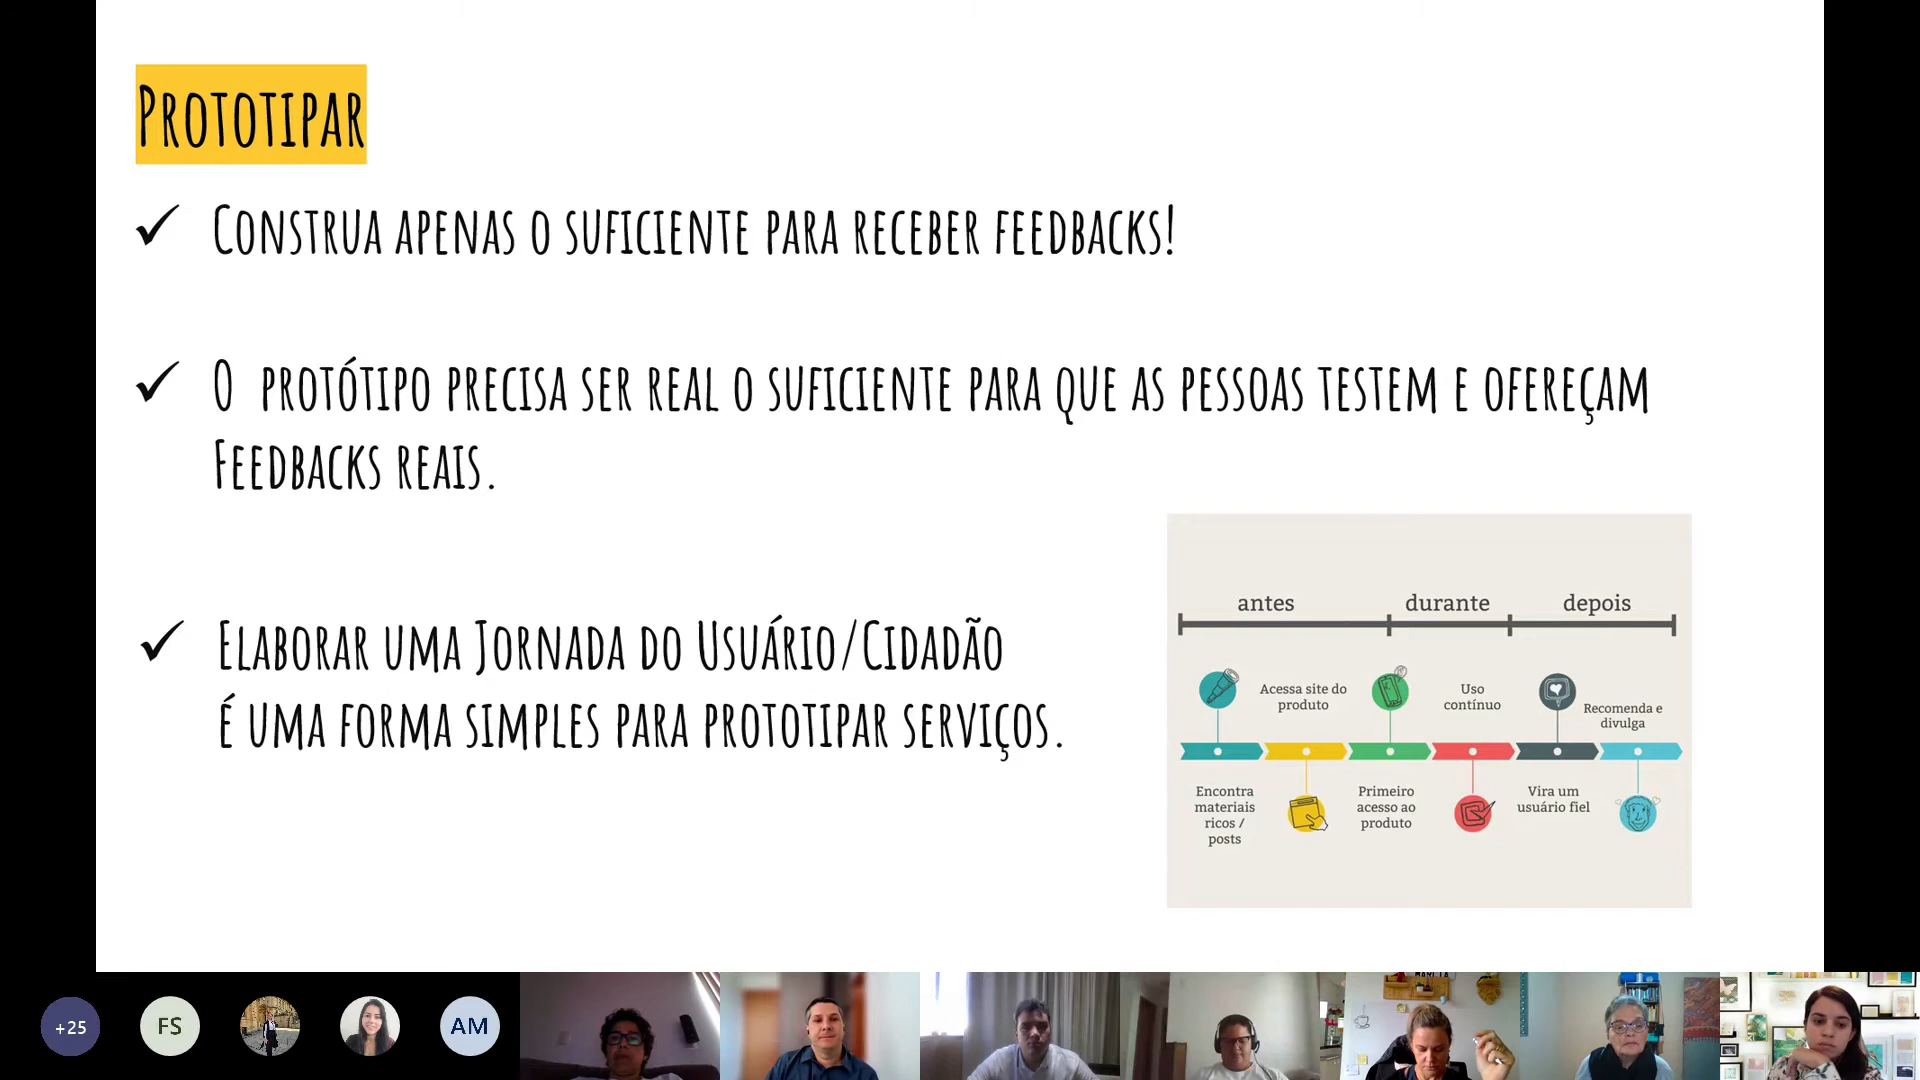 PROTOTIPAR
✓ CONSTRUA APENAS O SUFICIENTE PARA RECEBER FEEDBACKS!
✓ O PROTÓTIPO PRECISA SER REAL O SUFICIENTE PARA QUE AS PESSOAS TESTEM E OFEREÇAM
FEEDBACKS REAIS.
✓ ELABORAR UMA JORNADA DO USUÁRIO/CIDADÃO
É UMA FORMA SIMPLES PARA PROTOTIPAR SERVIÇOS.
antes durante depois
Acessa site do
produto
Uso
contínuo
Recomenda e
divulga
Encontra
materiais
ricos /
posts
Primeiro
acesso ao
produto
Vira um
usuário fiel
+25
FS
AM